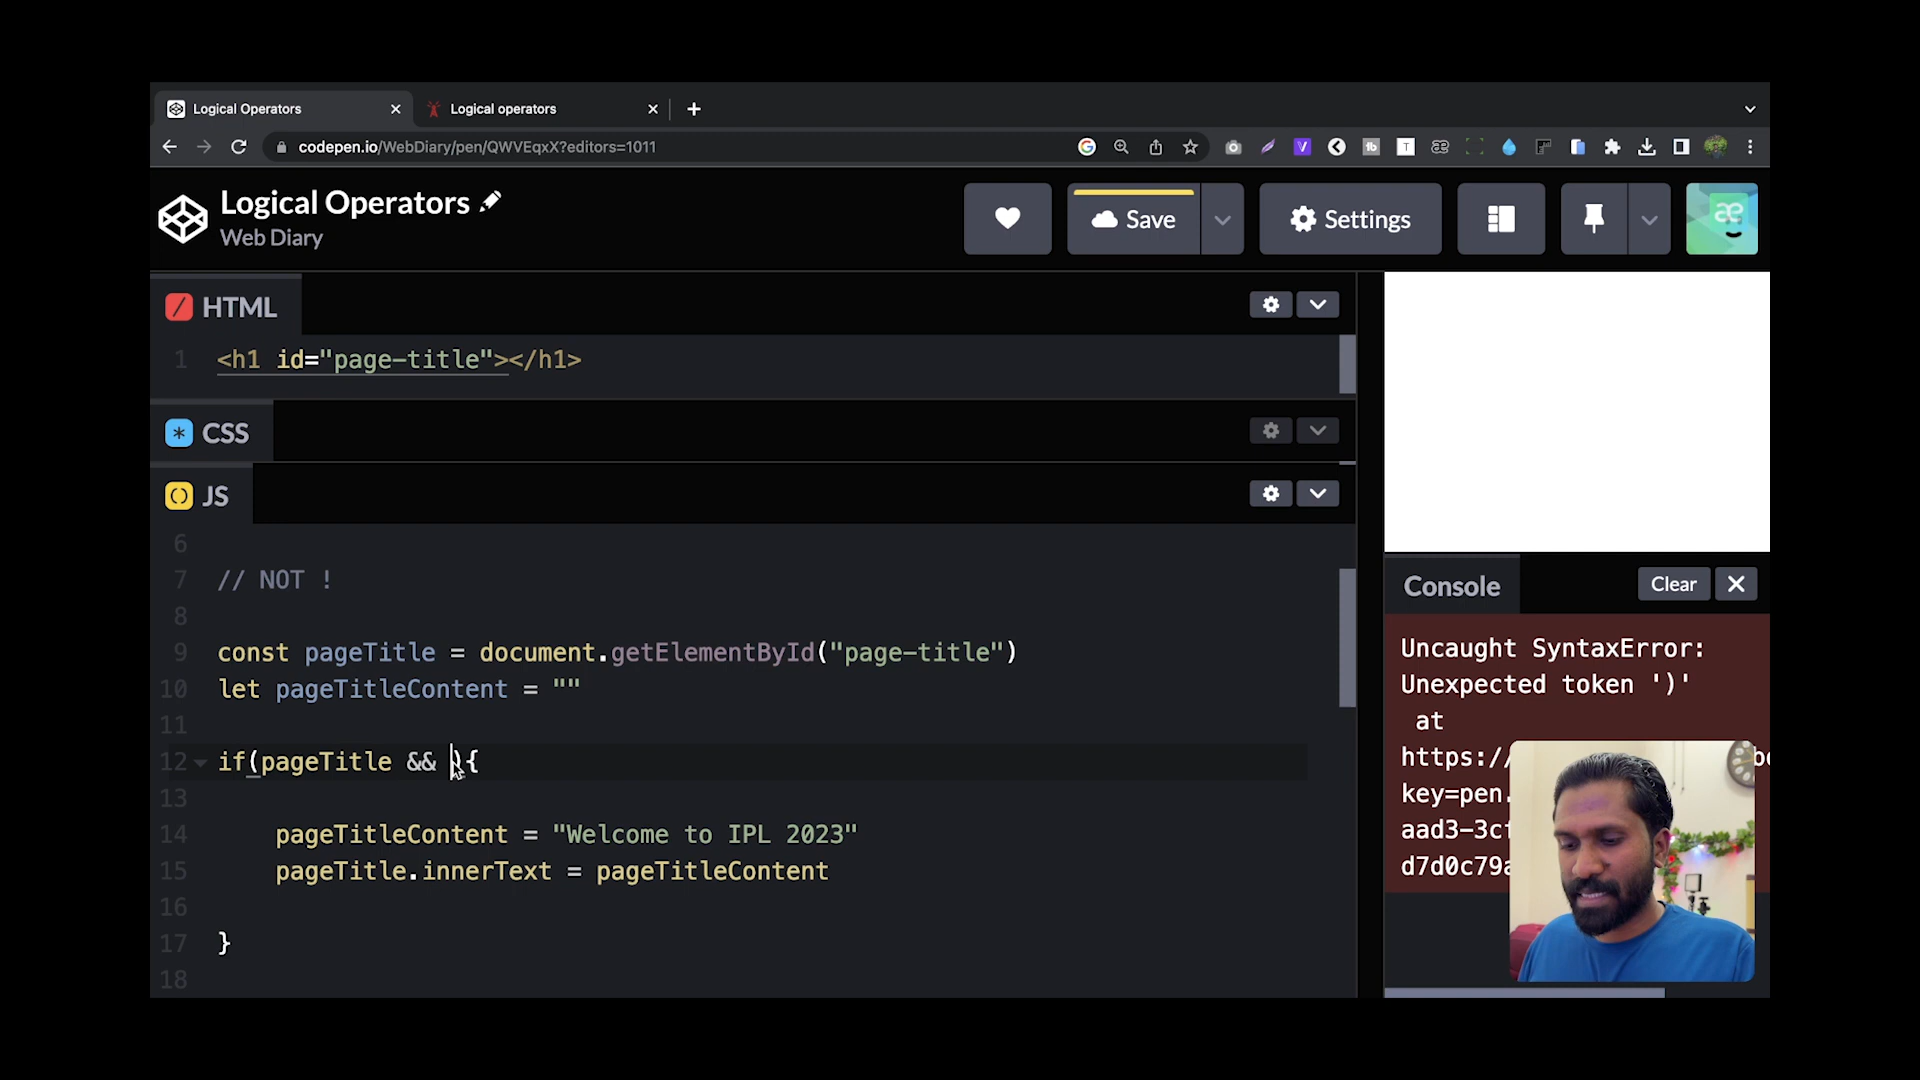 Logical Operators
Logical operators
codepen.io/WebDiary/pen/QWVEqxX?editors=1011
Logical Operators
Web Diary
Save
Settings
HTML
1 <h1 id="page-title"></h1>
CSS
JS
6
7 // NOT !
8
9 const pageTitle = document.getElementById("page-title")
10 let pageTitleContent = ""
11
12 if(pageTitle && ){
13
14 pageTitleContent = "Welcome to IPL 2023"
15 pageTitle.innerText = pageTitleContent
16
17 }
18
Console
Clear
Uncaught SyntaxError:
Unexpected token ')'
at
https:/
key=pen.
aad3-3c
d7d0c79a